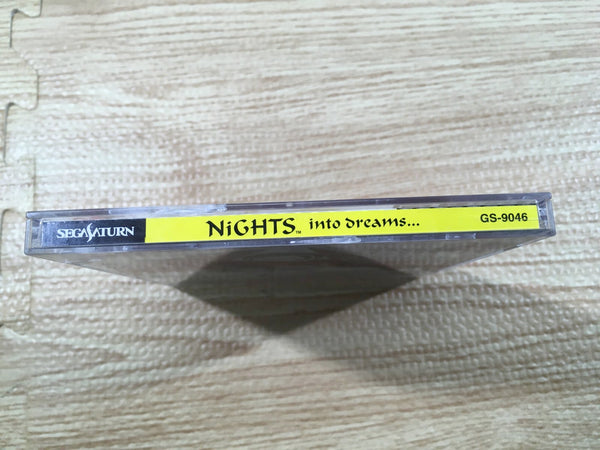 SEGASATURN NiGHTS™ into dreams... GS-9046